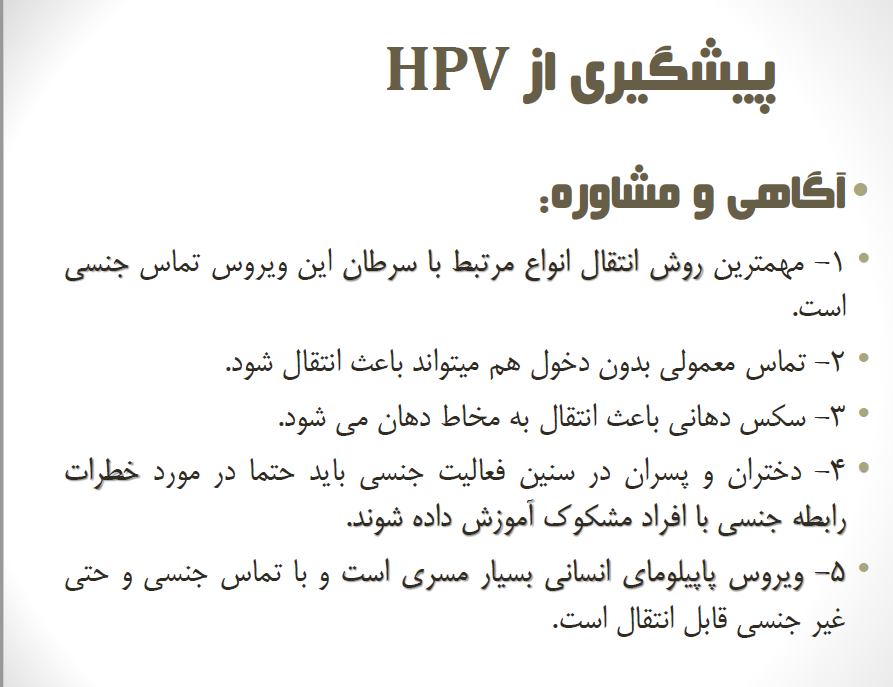 پیشگیری از HPV
• آگاهی و مشاوره:
• ۱- مهمترین روش انتقال انواع مرتبط با سرطان این ویروس تماس جنسی
است.
• ۲- تماس معمولی بدون دخول هم میتواند باعث انتقال شود.
• ۳- سکس دهانی باعث انتقال به مخاط دهان می شود.
• ۴- دختران و پسران در سنین فعالیت جنسی باید حتما در مورد خطرات
رابطه جنسی با افراد مشکوک آموزش داده شوند.
• ۵- ویروس پاپیلومای انسانی بسیار مسری است و با تماس جنسی و حتی
غیر جنسی قابل انتقال است.